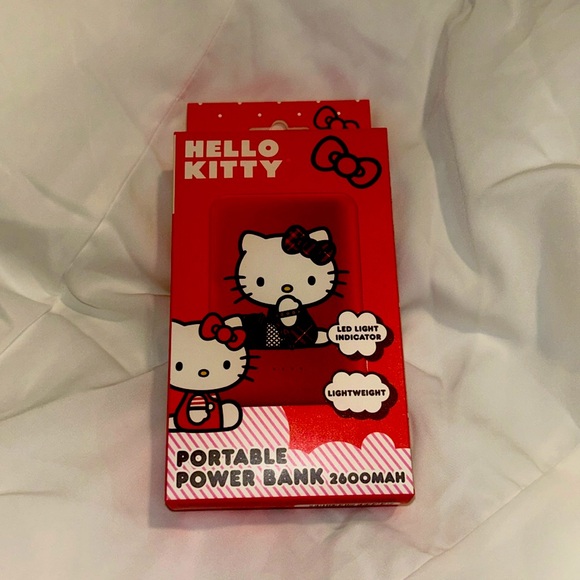 HELLO
KITTY
LED LIGHT
INDICATOR
LIGHTWEIGHT
PORTABLE
POWER BANK 2600MAH